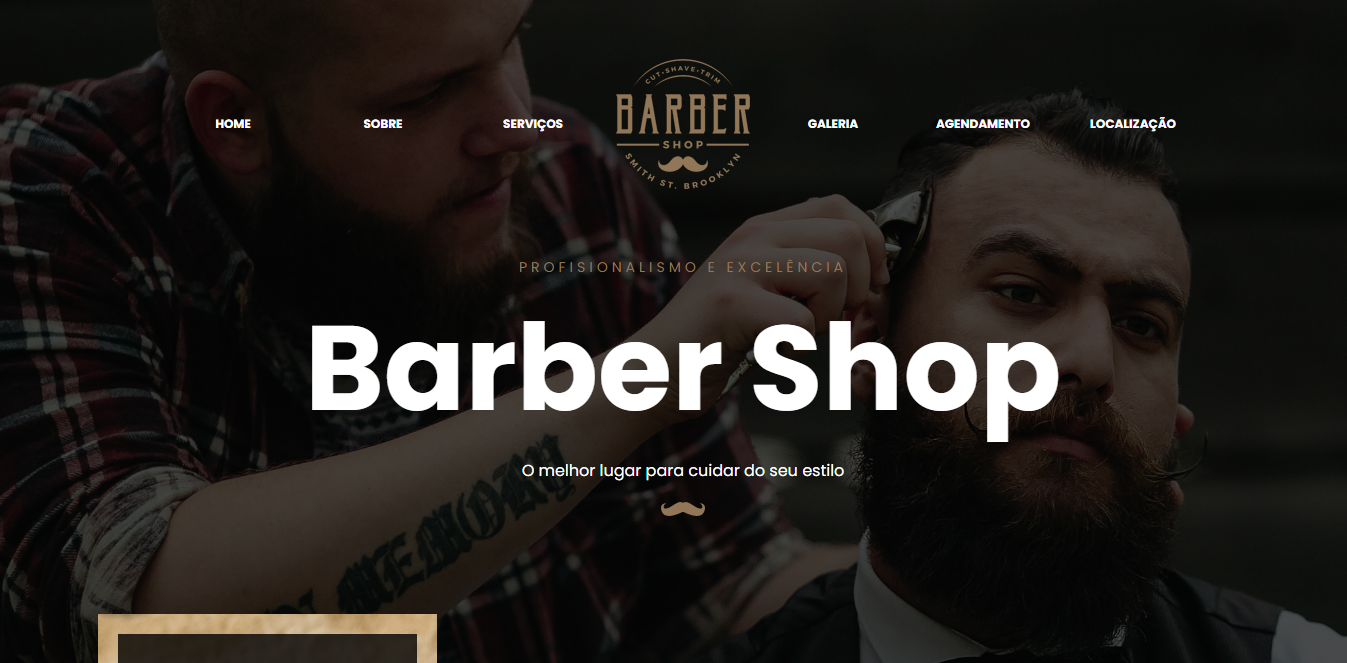 CUT•SHAVE•TRIM
HOME SOBRE SERVIÇOS BARBER GALERIA AGENDAMENTO LOCALIZAÇÃO
SHOP
SMITH ST. BROOKLYN
PROFISIONALISMO E EXCELÊNCIA
Barber Shop
O melhor lugar para cuidar do seu estilo
MEMORY